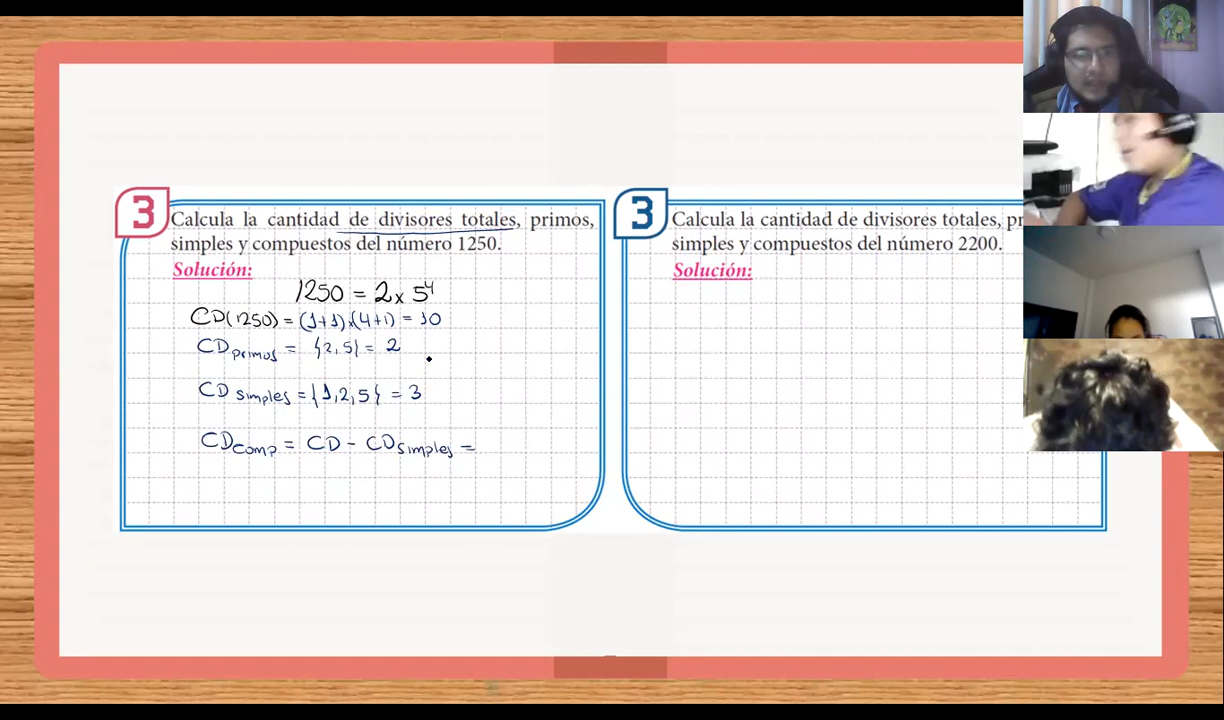 3
Calcula la cantidad de divisores totales, primos,
simples y compuestos del número 1250.
Solución:
1250 = 2 x 5⁴
CD(1250) = (1+1)x(4+1) = 10
CD primos = {2,5} = 2
CD simples = {1,2,5} = 3
CD comp = CD - CD simples =
3
Calcula la cantidad de divisores totales, pr
simples y compuestos del número 2200.
Solución: